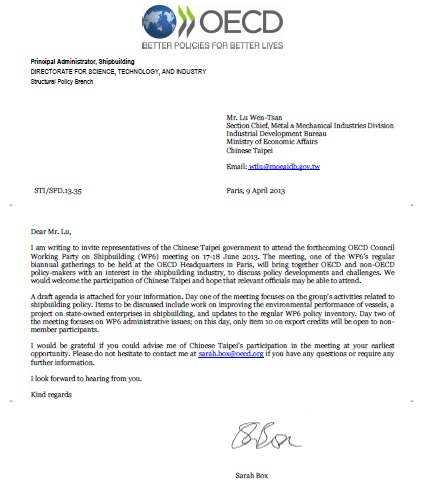 OECD
BETTER POLICIES FOR BETTER LIVES
Principal Administrator, Shipbuilding
DIRECTORATE FOR SCIENCE, TECHNOLOGY, AND INDUSTRY
Structural Policy Branch
Mr. Lu Wen-Tsan
Section Chief, Metal & Mechanical Industries Division
Industrial Development Bureau
Ministry of Economic Affairs
Chinese Taipei
Email: wtlu@moeaidb.gov.tw
STI/SPD.13.35 Paris, 9 April 2013
Dear Mr. Lu,
I am writing to invite representatives of the Chinese Taipei government to attend the forthcoming OECD Council
Working Party on Shipbuilding (WP6) meeting on 17-18 June 2013. The meeting, one of the WP6's regular
biannual gatherings to be held at the OECD Headquarters in Paris, will bring together OECD and non-OECD
policy-makers with an interest in the shipbuilding industry, to discuss policy developments and challenges. We
would welcome the participation of Chinese Taipei and hope that relevant officials may be able to attend.
A draft agenda is attached for your information. Day one of the meeting focuses on the group's activities related to
shipbuilding policy. Items to be discussed include work on improving the environmental performance of vessels, a
project on state-owned enterprises in shipbuilding, and updates to the regular WP6 policy inventory. Day two of
the meeting focuses on WP6 administrative issues; on this day, only item 10 on export credits will be open to non-
member participants.
I would be grateful if you could advise me of Chinese Taipei's participation in the meeting at your earliest
opportunity. Please do not hesitate to contact me at sarah.box@oecd.org if you have any questions or require any
further information.
I look forward to hearing from you.
Kind regards
Sarah Box